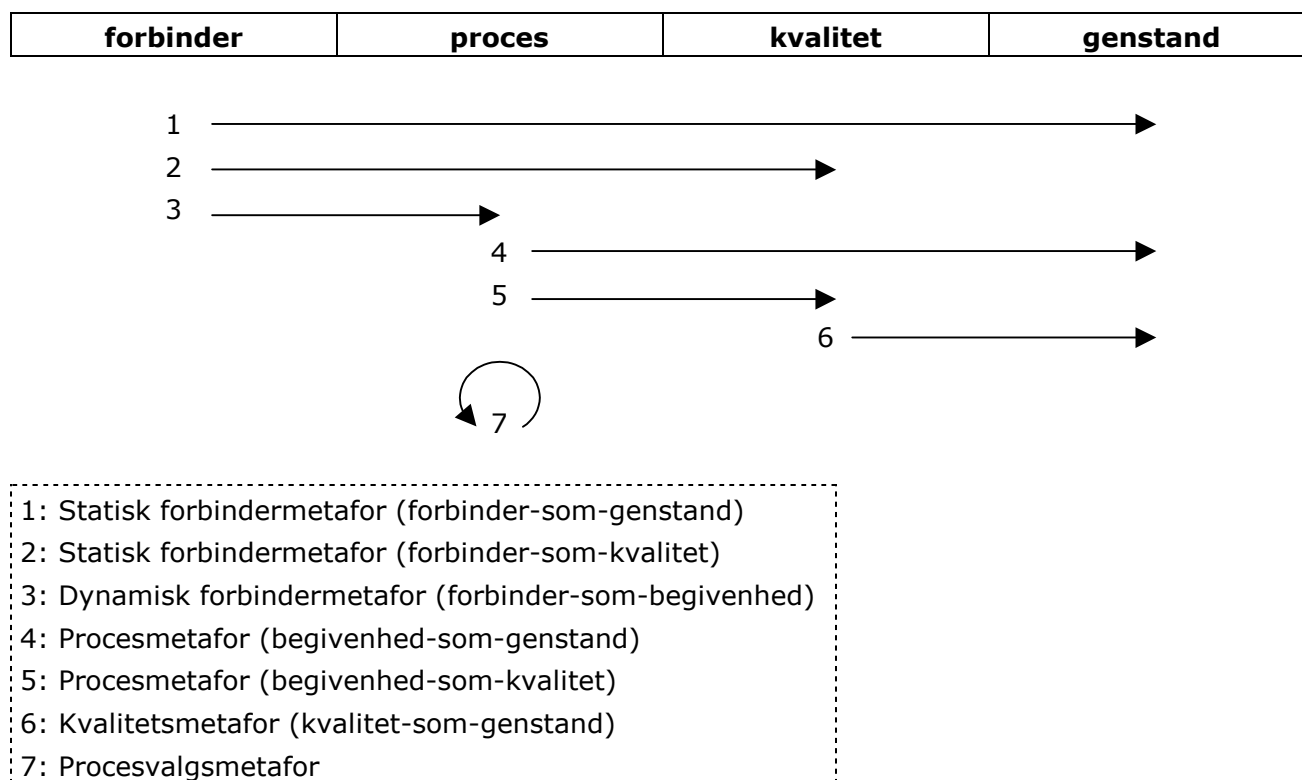 forbinder proces kvalitet genstand
1
2
3
4
5
6
7
1: Statisk forbindermetafor (forbinder-som-genstand)
2: Statisk forbindermetafor (forbinder-som-kvalitet)
3: Dynamisk forbindermetafor (forbinder-som-begivenhed)
4: Procesmetafor (begivenhed-som-genstand)
5: Procesmetafor (begivenhed-som-kvalitet)
6: Kvalitetsmetafor (kvalitet-som-genstand)
7: Procesvalgsmetafor